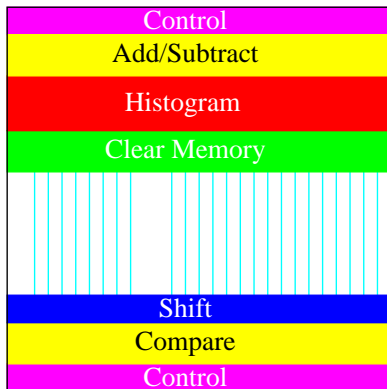 Control
Add/Subtract
Histogram
Clear Memory
Shift
Compare
Control